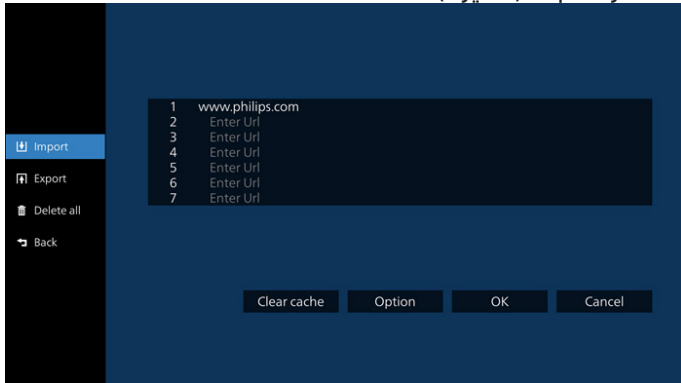 Import
Export
Delete all
Back
1 www.philips.com
2 Enter Url
3 Enter Url
4 Enter Url
5 Enter Url
6 Enter Url
7 Enter Url
Clear cache Option OK Cancel